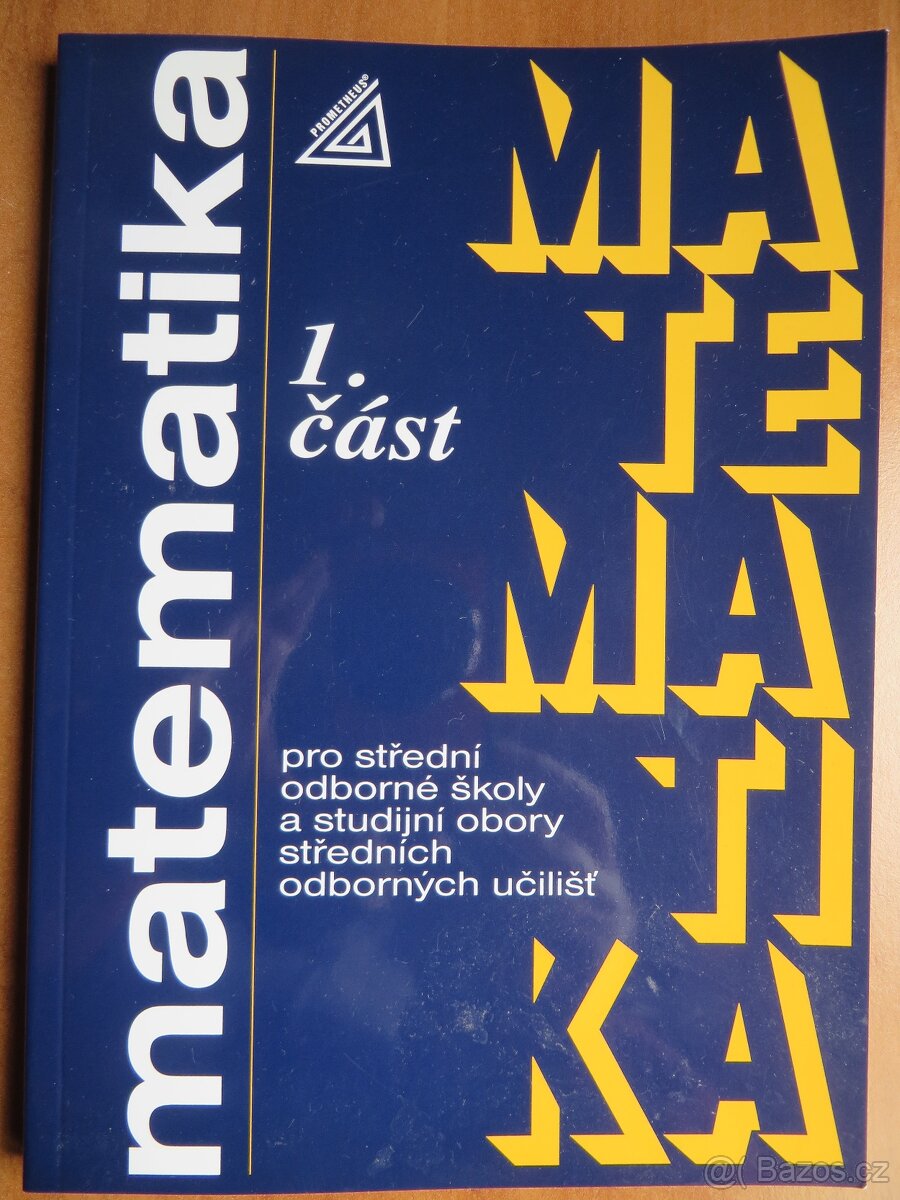 matematika
PROMETHEUS®
1.
část
pro střední
odborné školy
a studijní obory
středních
odborných učilišť
MA
TE
MA
TI
KA
@( Bazos.cz